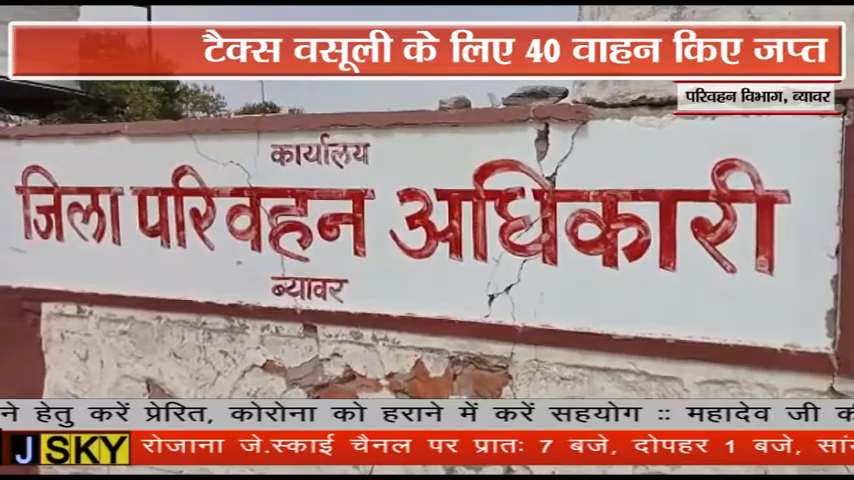 टैक्स वसूली के लिए 40 वाहन किए जप्त
परिवहन विभाग, ब्यावर
कार्यालय
जिला परिवहन अधिकारी
ब्यावर
ने हेतु करें प्रेरित, कोरोना को हराने में करें सहयोग :: महादेव जी की
J SKY रोजाना जे.स्काई चैनल पर प्रातः 7 बजे, दोपहर 1 बजे,